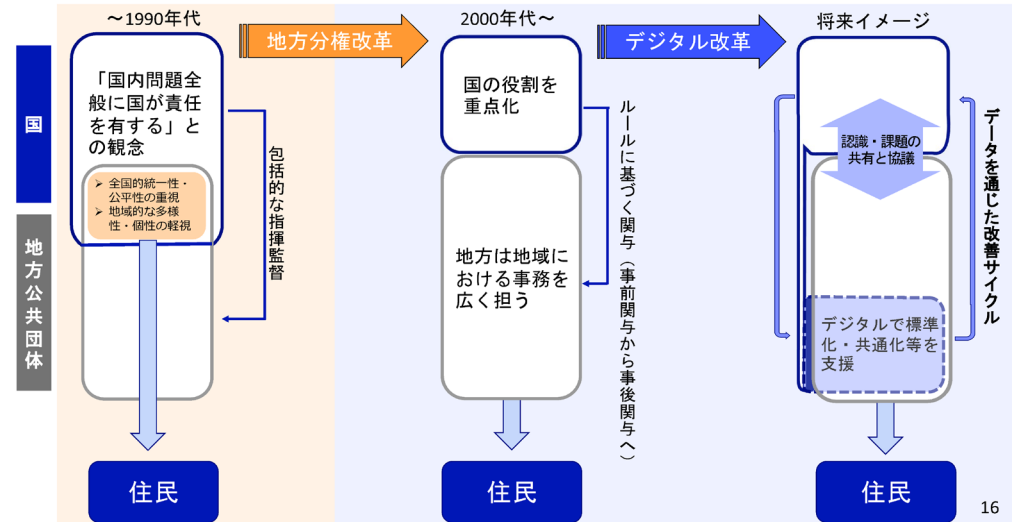 ～1990年代
地方分権改革
2000年代～
デジタル改革
将来イメージ
国
地方公共団体
「国内問題全
般に国が責任
を有する」と
の観念
➢ 全国的統一性・
公平性の重視
➢ 地域的な多様
性・個性の軽視
包括的な指揮監督
住民
国の役割を
重点化
地方は地域に
おける事務を
広く担う
ルールに基づく関与（事前関与から事後関与へ）
住民
認識・課題の
共有と協議
デジタルで標準
化・共通化等を
支援
データを通じた改善サイクル
住民
16